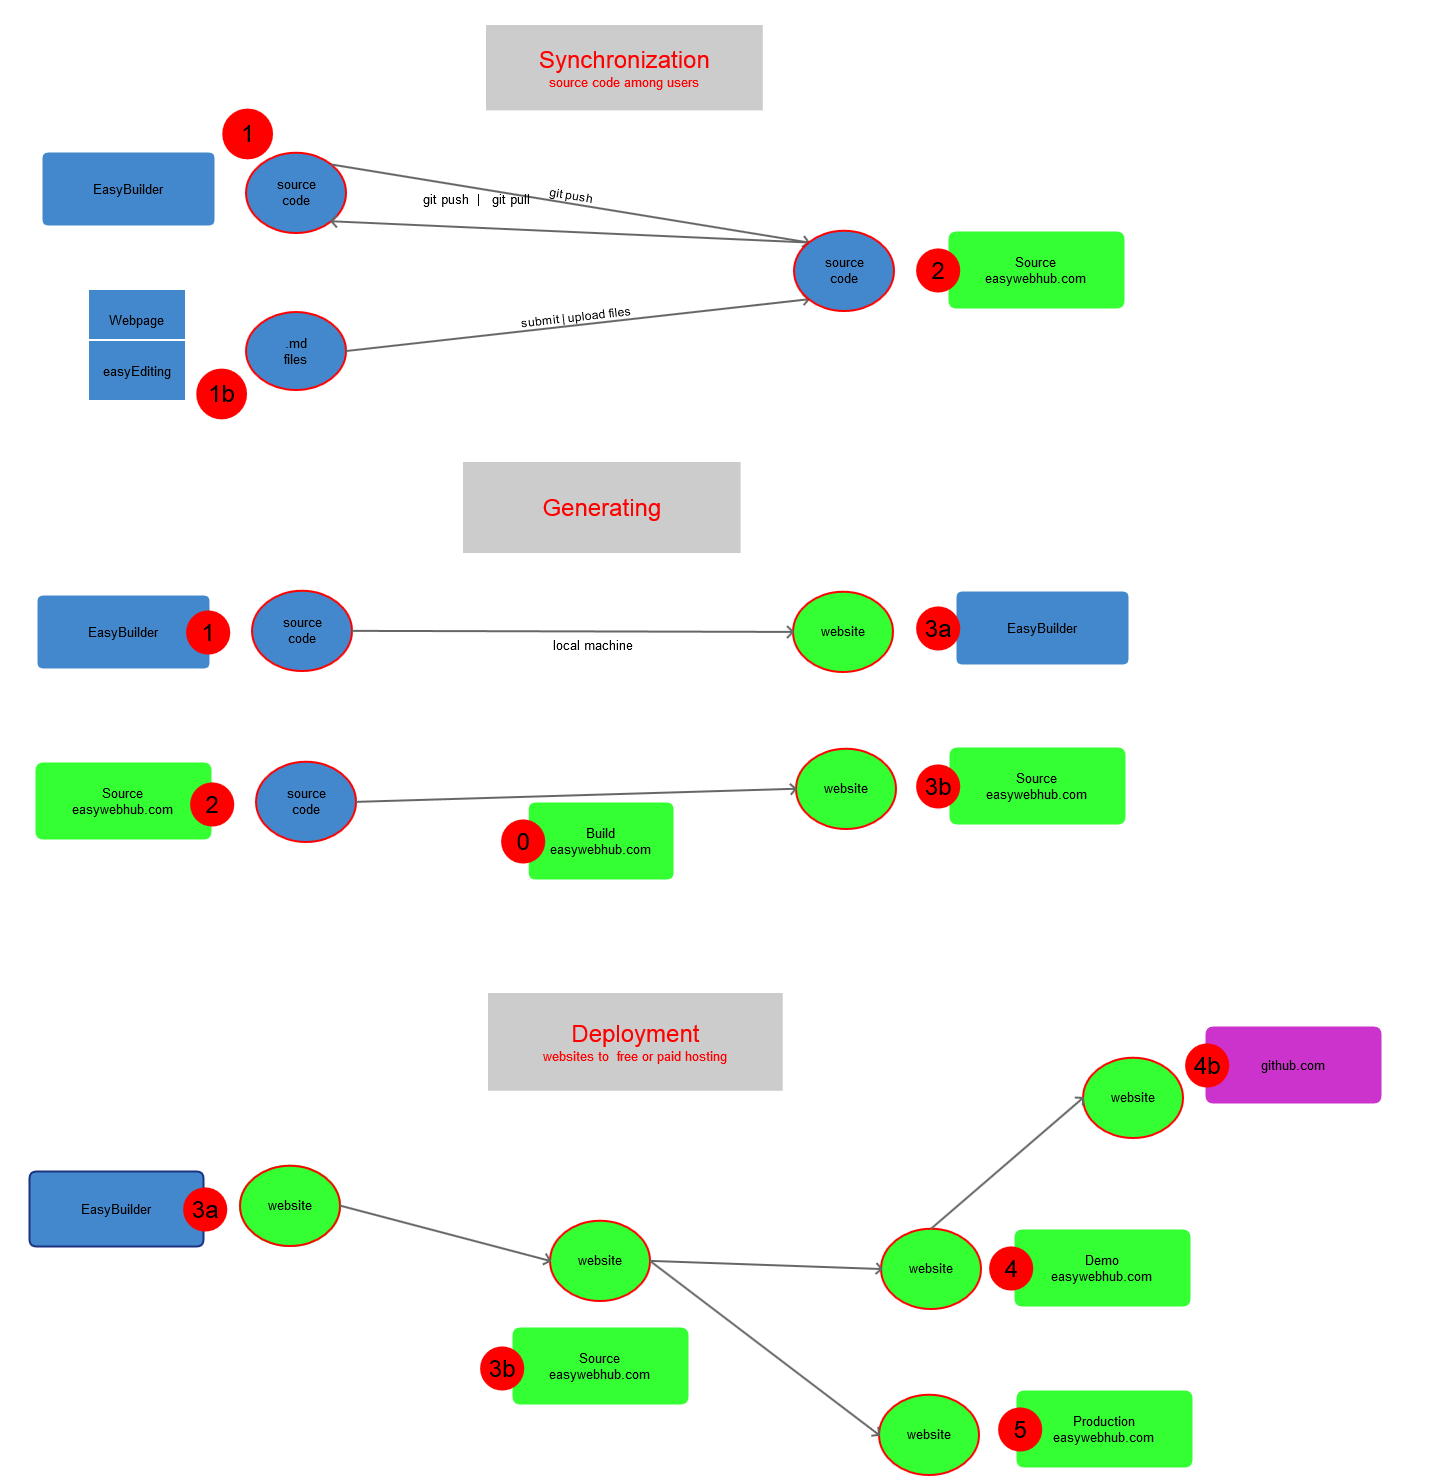 Synchronization
source code among users
1
EasyBuilder
source
code
git push | git pull
git push
source
code
2
Source
easywebhub.com
Webpage
easyEditing
1b
.md
files
submit | upload files
Generating
EasyBuilder
1
source
code
local machine
website
3a
EasyBuilder
Source
easywebhub.com
2
source
code
0
Build
easywebhub.com
website
3b
Source
easywebhub.com
Deployment
websites to free or paid hosting
website
4b
github.com
EasyBuilder
3a
website
website
3b
Source
easywebhub.com
website
4
Demo
easywebhub.com
website
5
Production
easywebhub.com